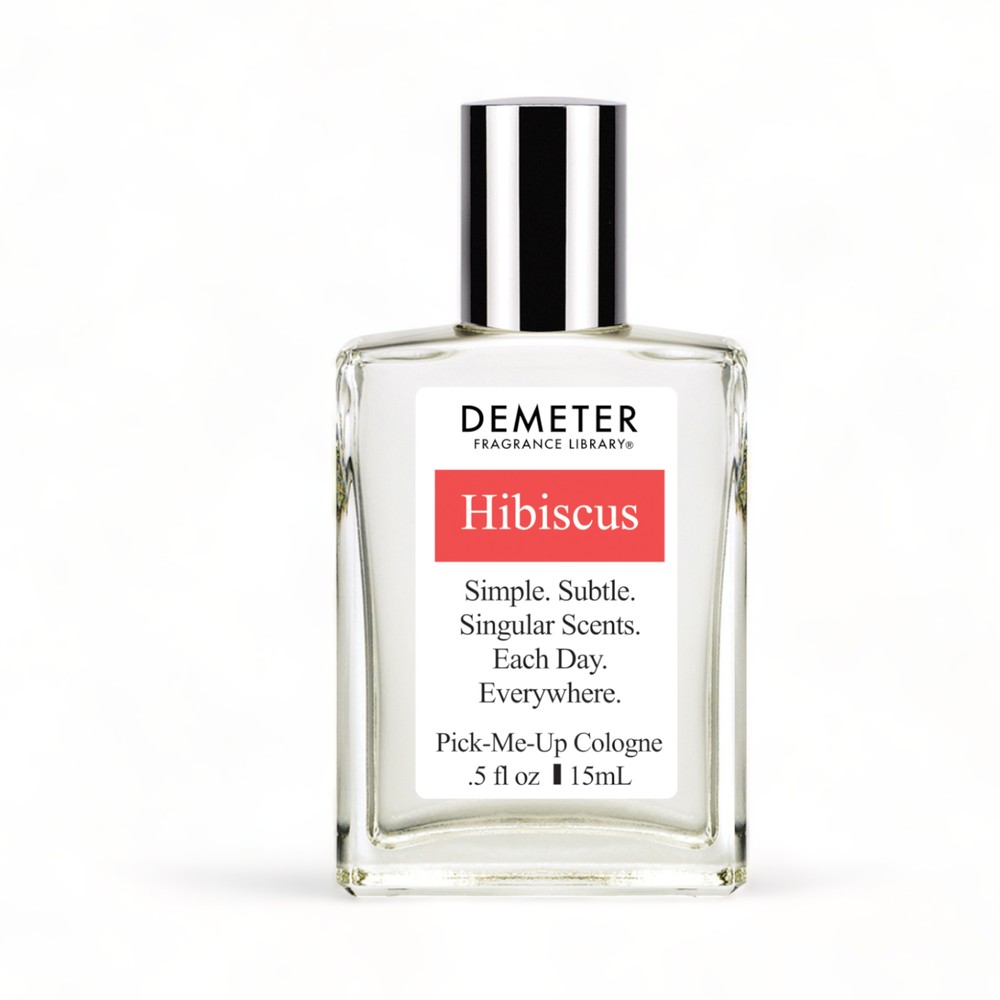 DEMETER
FRAGRANCE LIBRARY®
Hibiscus
Simple. Subtle.
Singular Scents.
Each Day.
Everywhere.
Pick-Me-Up Cologne
.5 fl oz ▮ 15mL